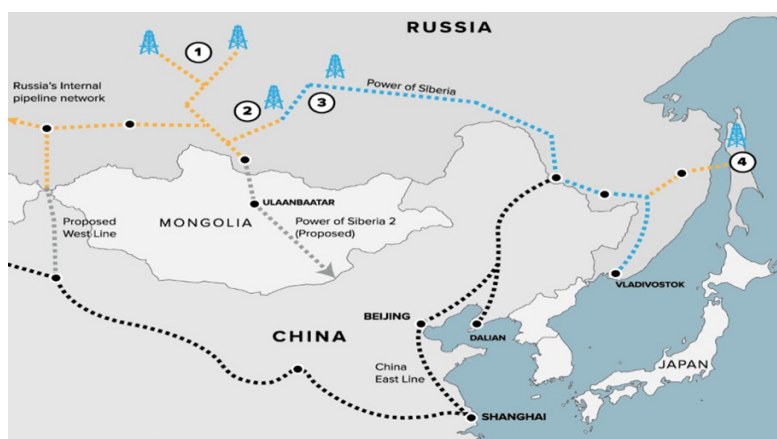 RUSSIA
1
2
3
4
Russia's Internal
pipeline network
Power of Siberia
ULAANBAATAR
MONGOLIA
Power of Siberia 2
(Proposed)
Proposed
West Line
VLADIVOSTOK
BEIJING
DALIAN
CHINA
China
East Line
JAPAN
SHANGHAI